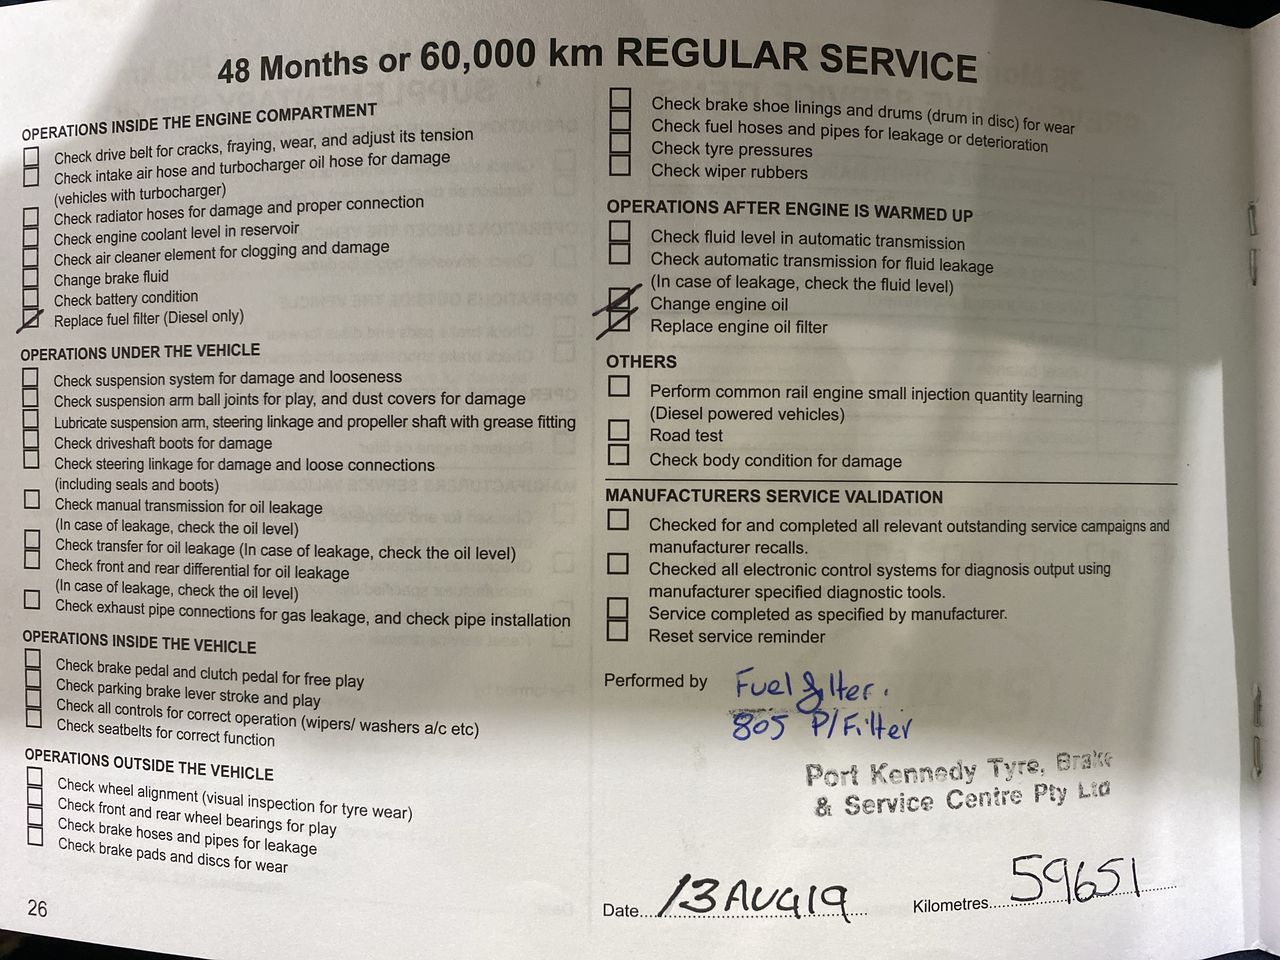 48 Months or 60,000 km REGULAR SERVICE
OPERATIONS INSIDE THE ENGINE COMPARTMENT
Check drive belt for cracks, fraying, wear, and adjust its tension
Check intake air hose and turbocharger oil hose for damage
(vehicles with turbocharger)
Check radiator hoses for damage and proper connection
Check engine coolant level in reservoir
Check air cleaner element for clogging and damage
Change brake fluid
Check battery condition
Replace fuel filter (Diesel only)
OPERATIONS UNDER THE VEHICLE
Check suspension system for damage and looseness
Check suspension arm ball joints for play, and dust covers for damage
Lubricate suspension arm, steering linkage and propeller shaft with grease fitting
Check driveshaft boots for damage
Check steering linkage for damage and loose connections
(including seals and boots)
Check manual transmission for oil leakage
(In case of leakage, check the oil level)
Check transfer for oil leakage (In case of leakage, check the oil level)
Check front and rear differential for oil leakage
(In case of leakage, check the oil level)
Check exhaust pipe connections for gas leakage, and check pipe installation
OPERATIONS INSIDE THE VEHICLE
Check brake pedal and clutch pedal for free play
Check parking brake lever stroke and play
Check all controls for correct operation (wipers/ washers a/c etc)
Check seatbelts for correct function
OPERATIONS OUTSIDE THE VEHICLE
Check wheel alignment (visual inspection for tyre wear)
Check front and rear wheel bearings for play
Check brake hoses and pipes for leakage
Check brake pads and discs for wear
26
Check brake shoe linings and drums (drum in disc) for wear
Check fuel hoses and pipes for leakage or deterioration
Check tyre pressures
Check wiper rubbers
OPERATIONS AFTER ENGINE IS WARMED UP
Check fluid level in automatic transmission
Check automatic transmission for fluid leakage
(In case of leakage, check the fluid level)
Change engine oil
Replace engine oil filter
OTHERS
Perform common rail engine small injection quantity learning
(Diesel powered vehicles)
Road test
Check body condition for damage
MANUFACTURERS SERVICE VALIDATION
Checked for and completed all relevant outstanding service campaigns and
manufacturer recalls.
Checked all electronic control systems for diagnosis output using
manufacturer specified diagnostic tools.
Service completed as specified by manufacturer.
Reset service reminder
Performed by Fuel filter.
805 P/Filter
Port Kennedy Tyre, Brake
& Service Centre Pty Ltd
Date 13 AUG 19 Kilometres 59651